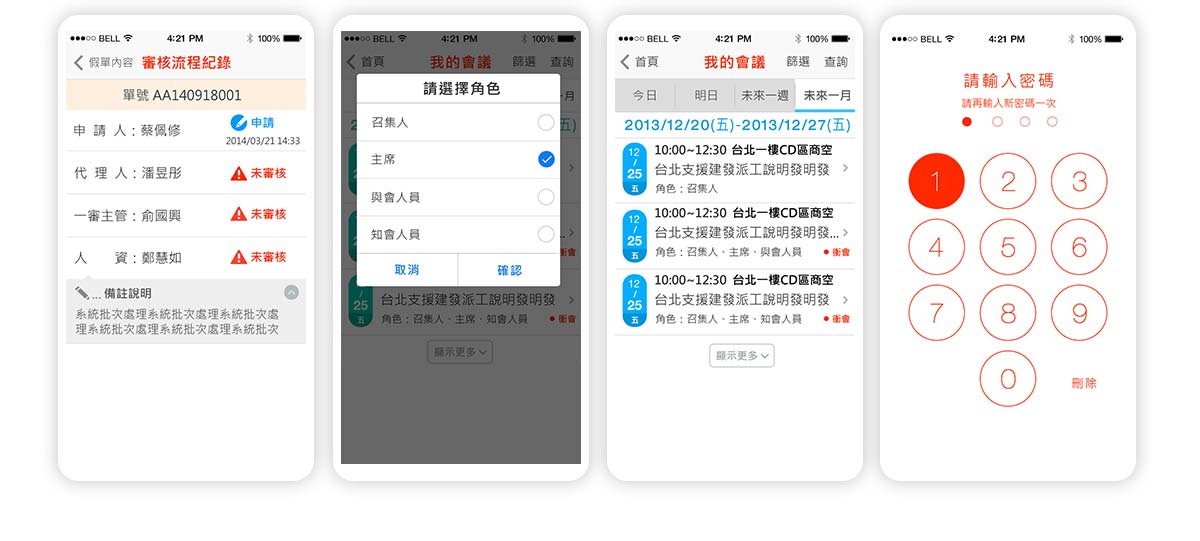 BELL 4:21 PM 100%
假單內容 審核流程紀錄
單號 AA140918001
申 請 人：蔡佩修 申請
2014/03/21 14:33
代 理 人：潘昱彤 未審核
一審主管：俞國興 未審核
人 資：鄭慧如 未審核
... 備註說明
系統批次處理系統批次處理系統批次處
理系統批次處理系統批次處理系統批次
BELL 4:21 PM 100%
首頁 我的會議 篩選 查詢
請選擇角色
月
召集人
2 五)
主席
與會人員
知會人員
...
衝會
取消 確認
12
/
25
五
台北支援建發派工說明發明發
角色：召集人、主席、知會人員 衝會
顯示更多
BELL 4:21 PM 100%
首頁 我的會議 篩選 查詢
今日 明日 未來一週 未來一月
2013/12/20(五)-2013/12/27(五)
12
/
25
五
10:00~12:30 台北一樓CD區商空
台北支援建發派工說明發明發
角色：召集人
12
/
25
五
10:00~12:30 台北一樓CD區商空
台北支援建發派工說明發明發...
角色：召集人、主席、與會人員 衝會
12
/
25
五
10:00~12:30 台北一樓CD區商空
台北支援建發派工說明發明發
角色：召集人、主席、知會人員 衝會
顯示更多
BELL 4:21 PM 100%
請輸入密碼
請再輸入新密碼一次
1 2 3
4 5 6
7 8 9
0 刪除